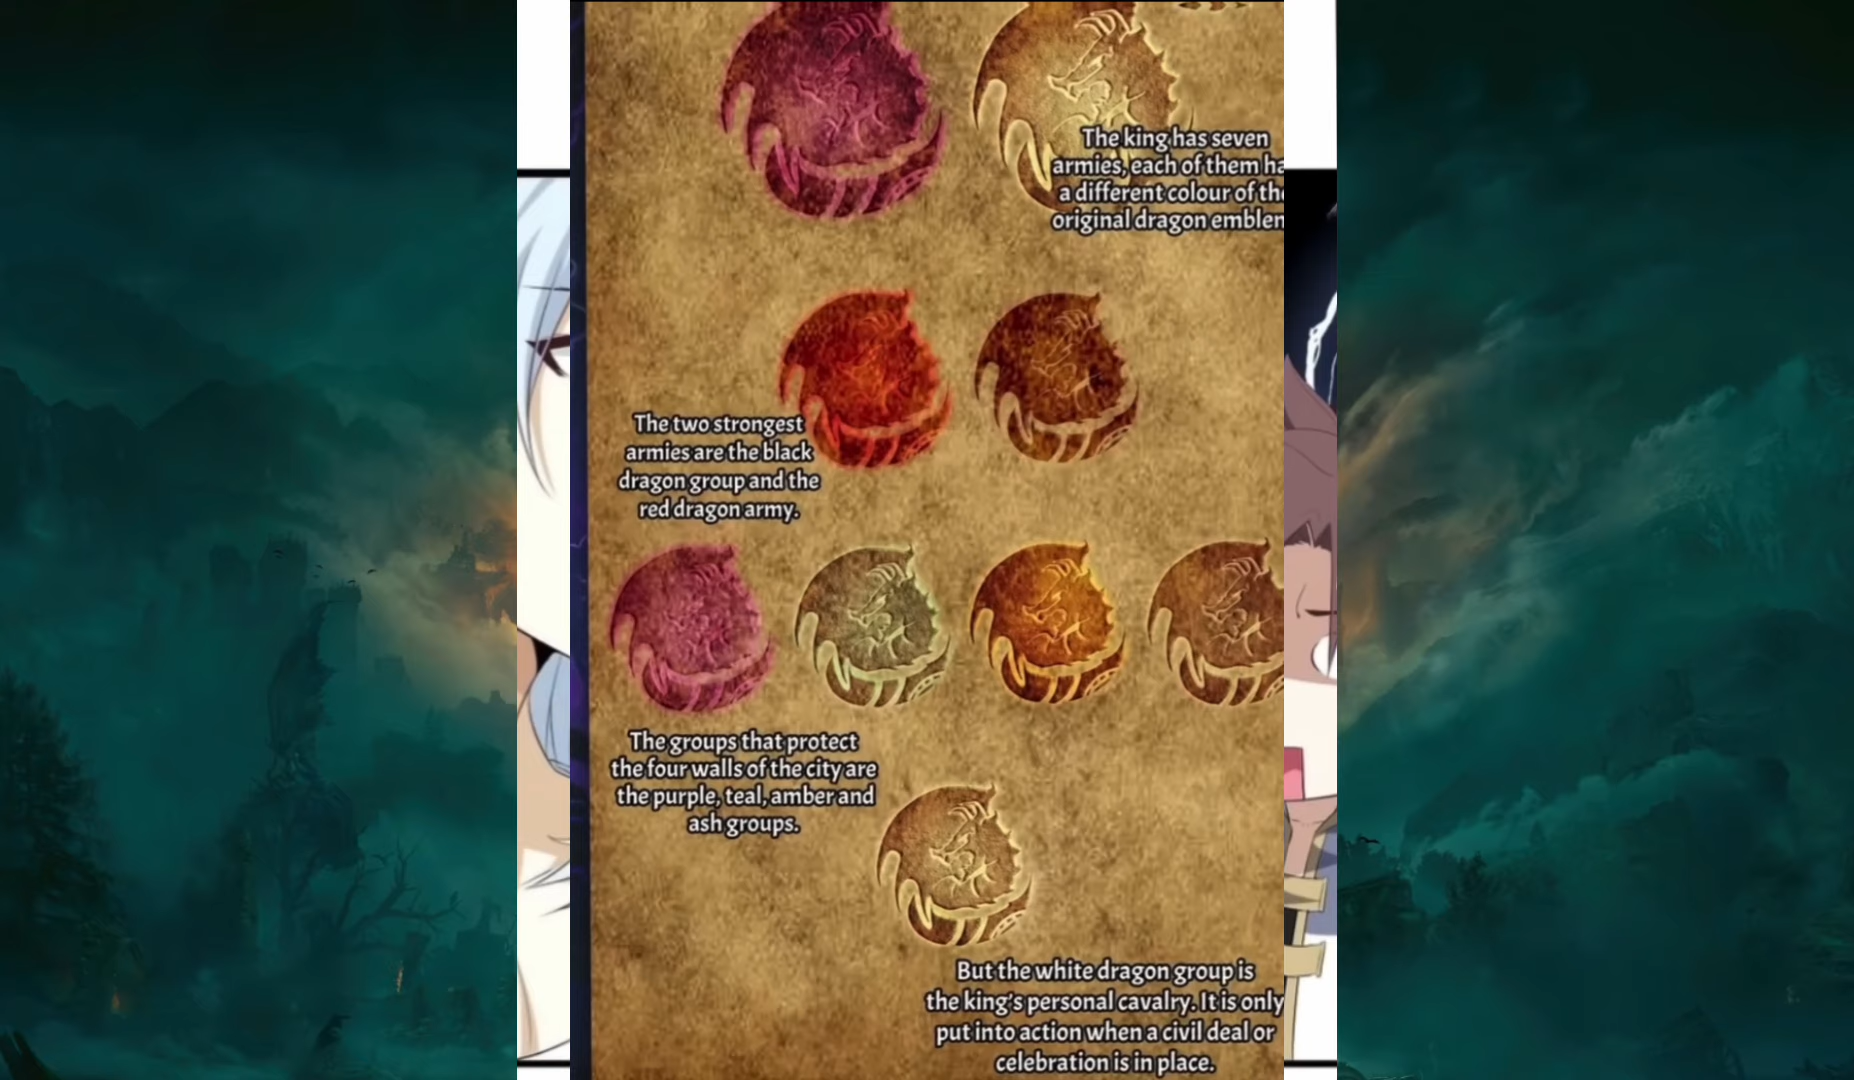 The king has seven
armies, each of them ha
a different colour of the
original dragon emblem
The two strongest
armies are the black
dragon group and the
red dragon army.
The groups that protect
the four walls of the city are
the purple, teal, amber and
ash groups.
But the white dragon group is
the king's personal cavalry. It is only
put into action when a civil deal or
celebration is in place.